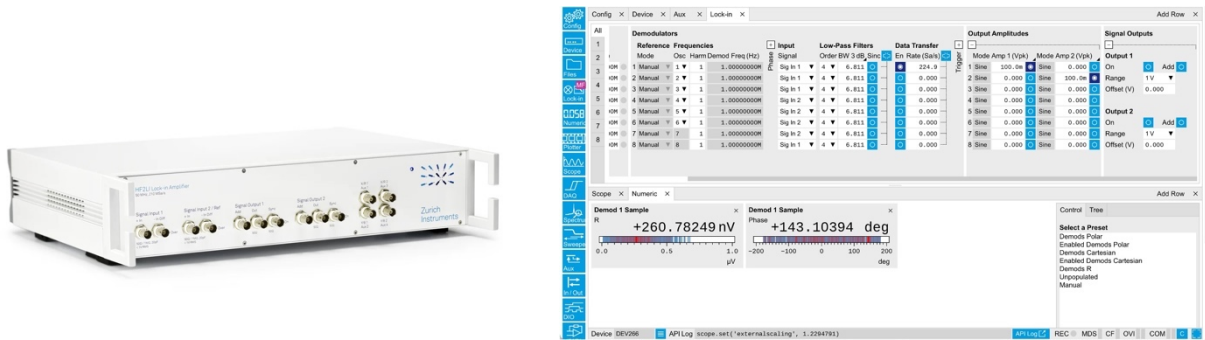 HF2LI Lock-in Amplifier
Signal Input 1
Signal Input 2 / Ref
Signal Output 1
Signal Output 2
Zurich
Instruments
Config × Device × Aux × Lock-in × Add Row ×
Config
Device
Files
Lock-in
MF
Numeric
Plotter
Scope
DAQ
Spectru
Sweepe
Aux
In / Out
DIO
All
1
2
3
4
5
6
7
8
Demodulators
Reference Frequencies Input Low-Pass Filters Data Transfer
Mode Osc Harm Demod Freq (Hz) Phase Signal Order BW 3 dB Sinc En Rate (Sa/s) Trigger
1 Manual 1 1 1.00000000M Sig In 1 4 6.811 224.9
2 Manual 2 1 1.00000000M Sig In 1 4 6.811 0.000
3 Manual 3 1 1.00000000M Sig In 1 4 6.811 0.000
4 Manual 4 1 1.00000000M Sig In 2 4 6.811 0.000
5 Manual 5 1 1.00000000M Sig In 2 4 6.811 0.000
6 Manual 6 1 1.00000000M Sig In 2 4 6.811 0.000
7 Manual 7 1 1.00000000M Sig In 1 4 6.811 0.000
8 Manual 8 1 1.00000000M Sig In 2 4 6.811 0.000
Output Amplitudes
Mode Amp 1 (Vpk) Mode Amp 2 (Vpk)
1 Sine 100.0m Sine 0.000
2 Sine 0.000 Sine 100.0m
3 Sine 0.000 Sine 0.000
4 Sine 0.000 Sine 0.000
5 Sine 0.000 Sine 0.000
6 Sine 0.000 Sine 0.000
7 Sine 0.000 Sine 0.000
8 Sine 0.000 Sine 0.000
Signal Outputs
Output 1
On Add
Range 1 V
Offset (V) 0.000
Output 2
On Add
Range 1 V
Offset (V) 0.000
Scope × Numeric × Add Row ×
Demod 1 Sample ×
R
+260.78249 nV
0.0 0.5 1.0
µV
Demod 1 Sample ×
Phase
+143.10394 deg
-200 -100 0 100 200
deg
Control Tree
Select a Preset
Demods Polar
Enabled Demods Polar
Demods Cartesian
Enabled Demods Cartesian
Demods R
Unpopulated
Manual
Device DEV266 API Log scope.set('externalscaling', 1.2294791) API Log REC MDS CF OVI COM C